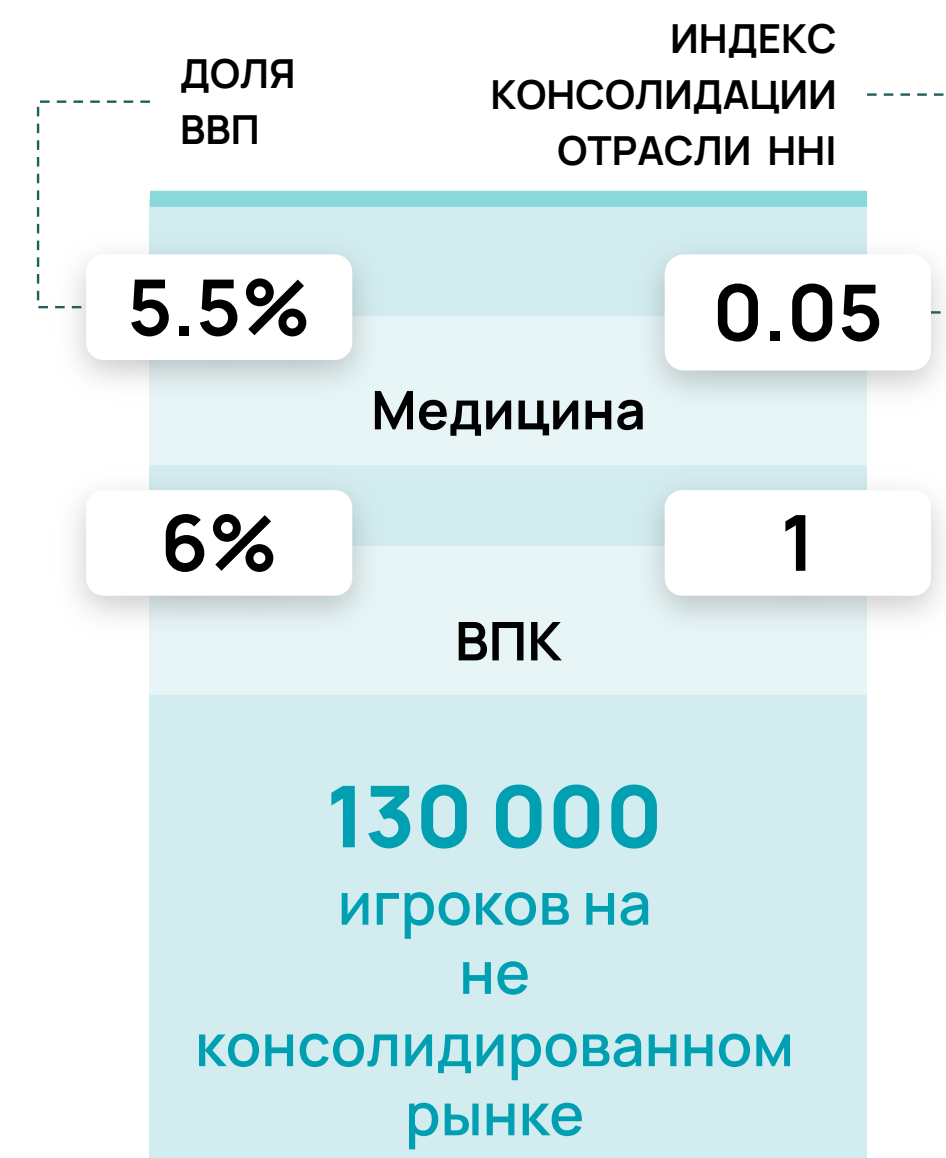 ДОЛЯ
ВВП
ИНДЕКС
КОНСОЛИДАЦИИ
ОТРАСЛИ HHI
5.5%
0.05
Медицина
6%
1
ВПК
130 000
игроков на
не
консолидированном
рынке